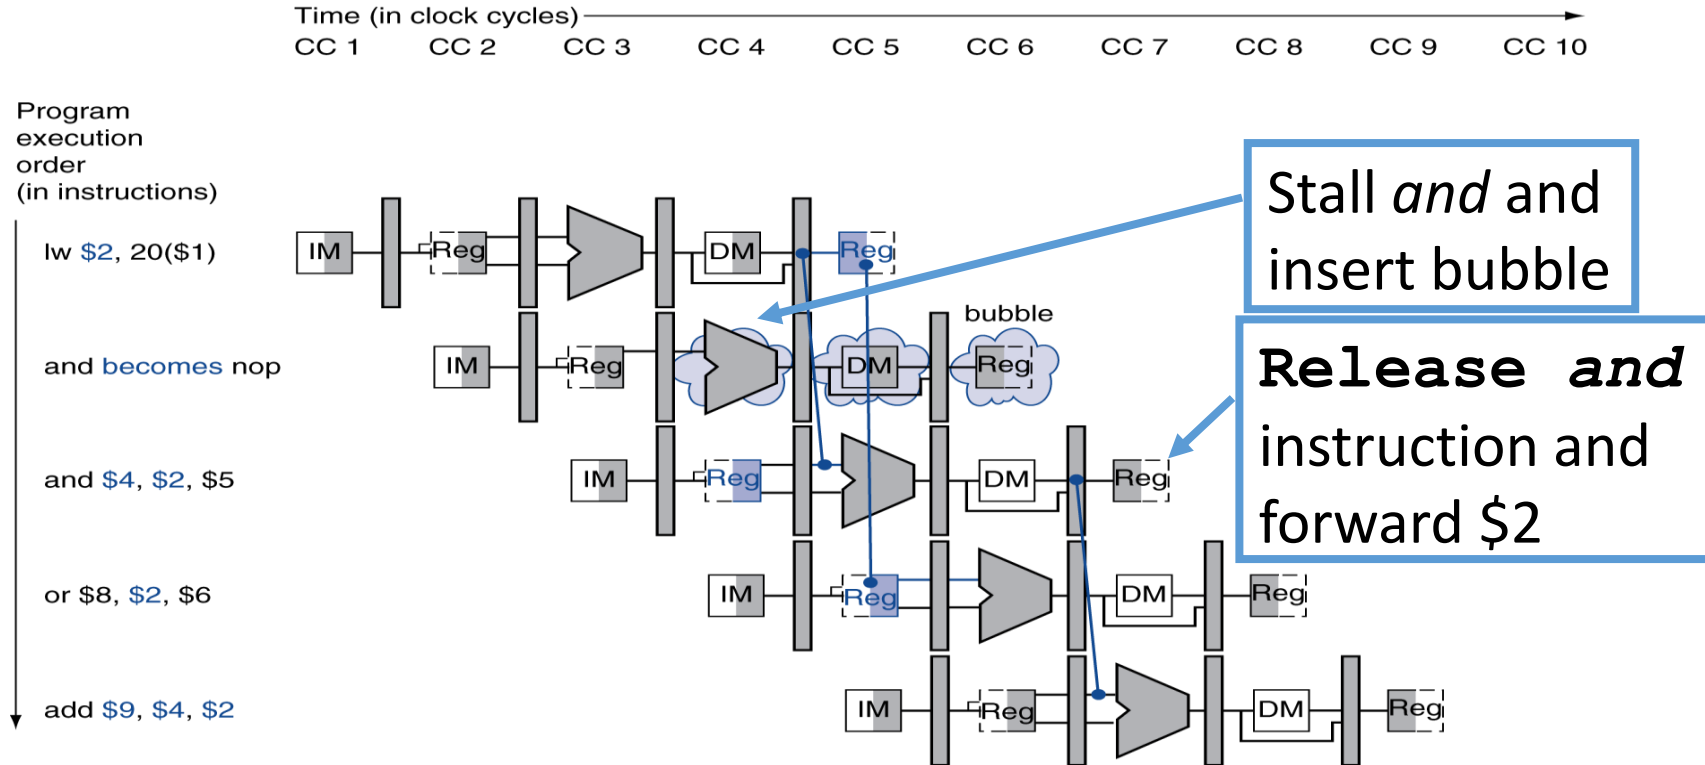 Time (in clock cycles)
CC 1 CC 2 CC 3 CC 4 CC 5 CC 6 CC 7 CC 8 CC 9 CC 10
Program
execution
order
(in instructions)
Stall and and
insert bubble
lw $2, 20($1)
IM Reg DM Reg
bubble
and becomes nop
IM Reg DM Reg
Release and
instruction and
forward $2
and $4, $2, $5
IM Reg DM Reg
or $8, $2, $6
IM Reg DM Reg
add $9, $4, $2
IM Reg DM Reg